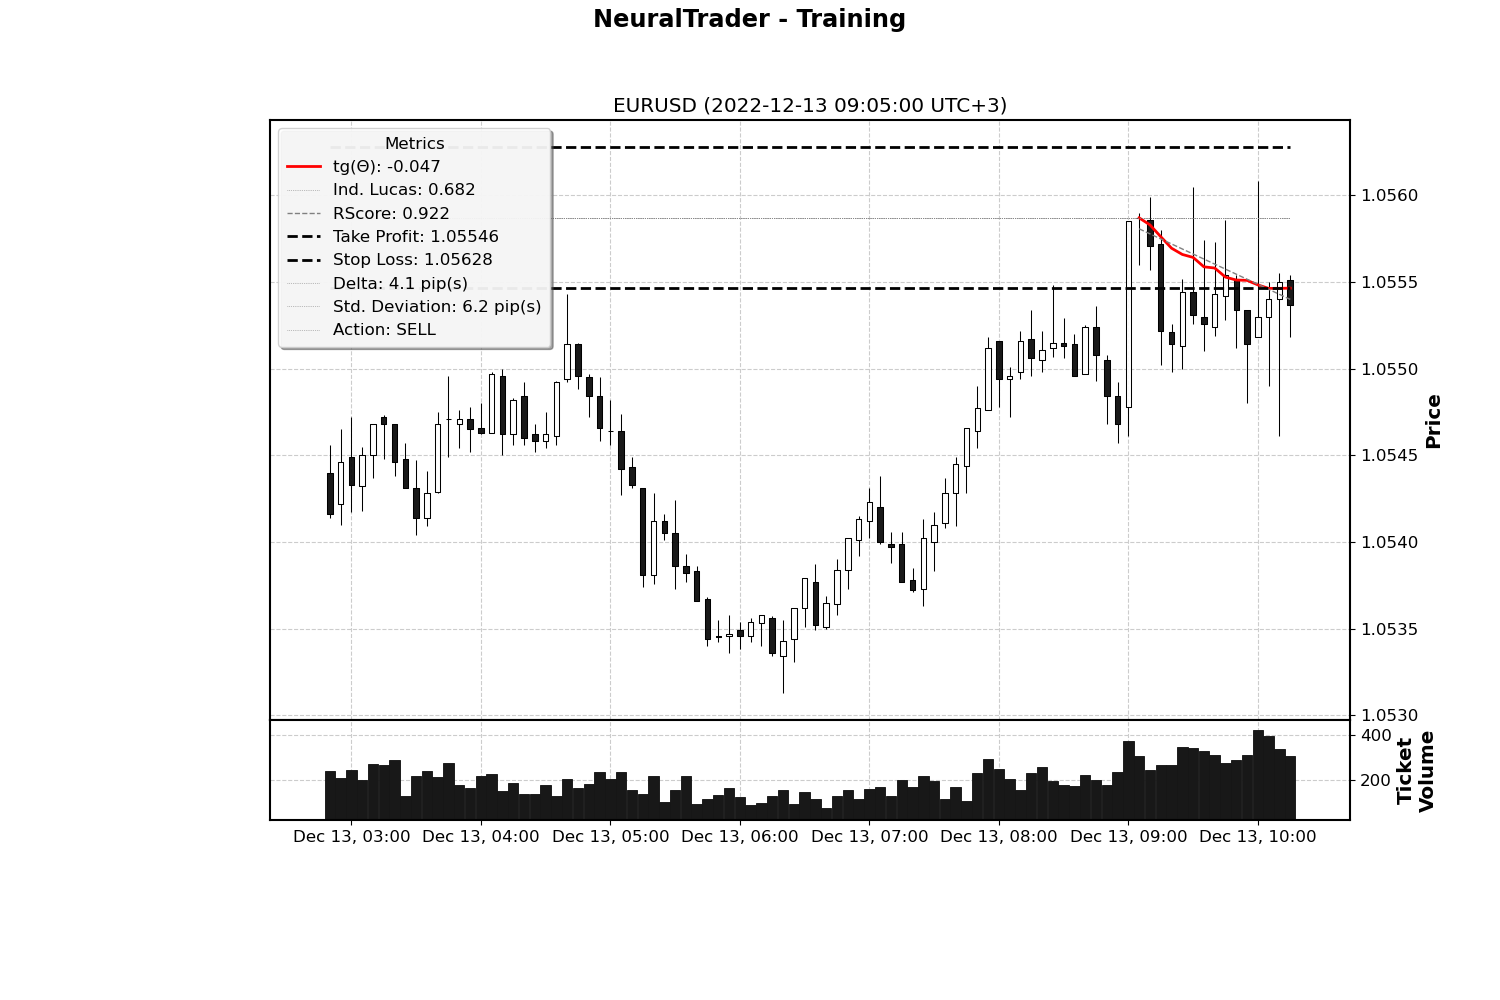 NeuralTrader - Training
EURUSD (2022-12-13 09:05:00 UTC+3)
Metrics
tg(Θ): -0.047
Ind. Lucas: 0.682
RScore: 0.922
Take Profit: 1.05546
Stop Loss: 1.05628
Delta: 4.1 pip(s)
Std. Deviation: 6.2 pip(s)
Action: SELL
1.0560
1.0555
1.0550
1.0545
1.0540
1.0535
1.0530
Price
400
200
Ticket
Volume
Dec 13, 03:00 Dec 13, 04:00 Dec 13, 05:00 Dec 13, 06:00 Dec 13, 07:00 Dec 13, 08:00 Dec 13, 09:00 Dec 13, 10:00